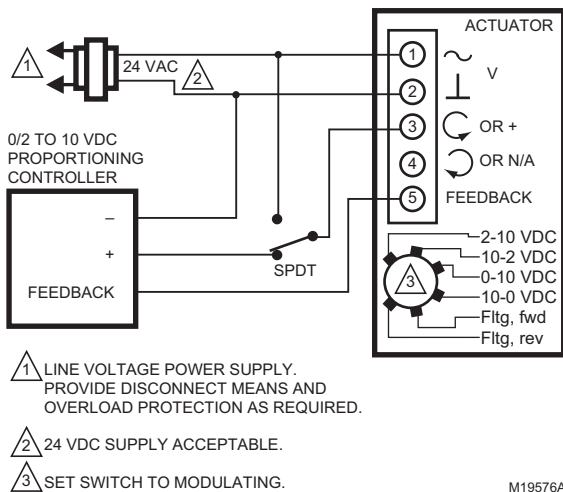 ACTUATOR
1
24 VAC
2
1
V
2
0/2 TO 10 VDC
PROPORTIONING
CONTROLLER
3
OR +
4
OR N/A
5
FEEDBACK
–
+
FEEDBACK
SPDT
2-10 VDC
10-2 VDC
0-10 VDC
10-0 VDC
Fltg, fwd
Fltg, rev
3
1 LINE VOLTAGE POWER SUPPLY.
PROVIDE DISCONNECT MEANS AND
OVERLOAD PROTECTION AS REQUIRED.
2 24 VDC SUPPLY ACCEPTABLE.
3 SET SWITCH TO MODULATING.
M19576A